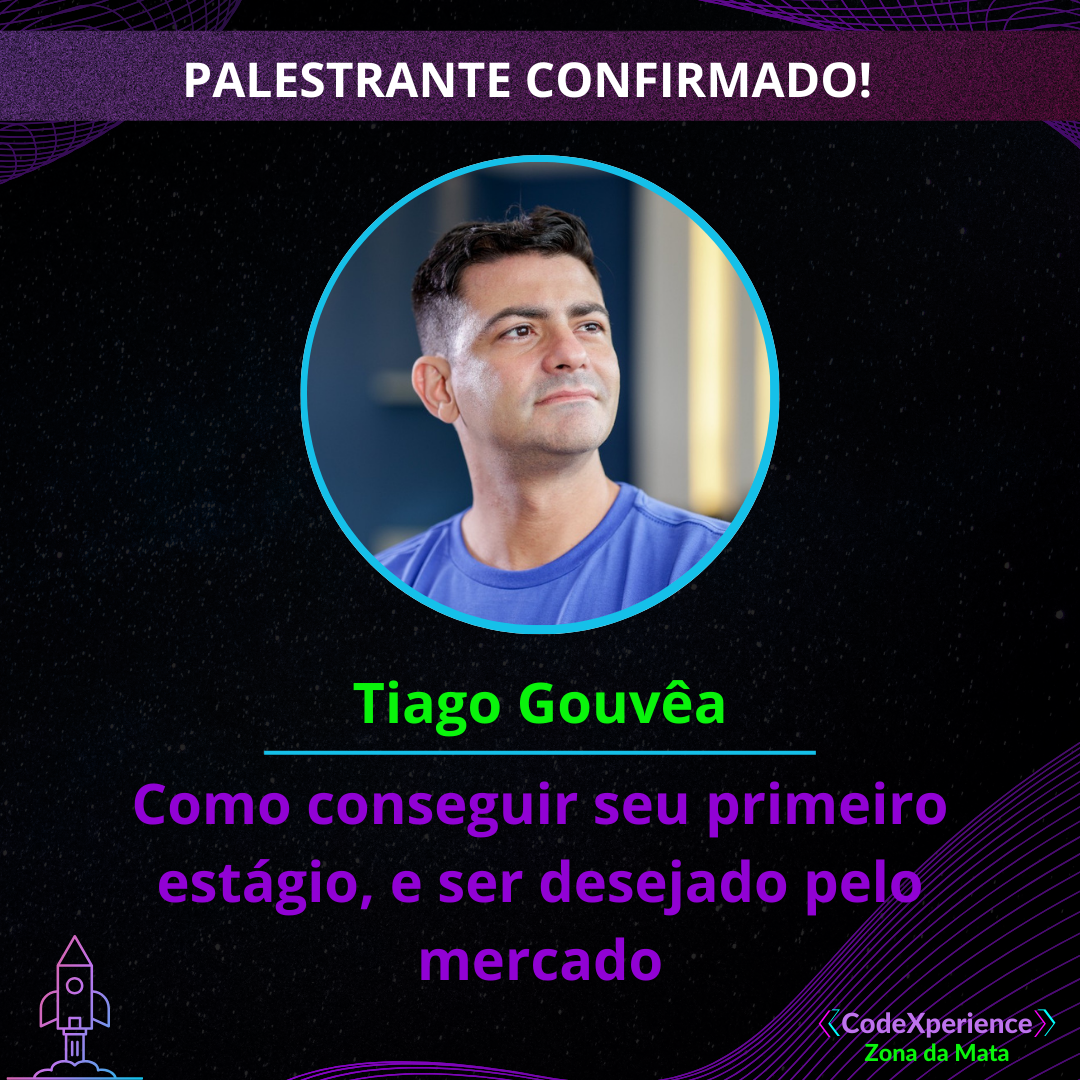 PALESTRANTE CONFIRMADO!
Tiago Gouvêa
Como conseguir seu primeiro
estágio, e ser desejado pelo
mercado
CodeXperience
Zona da Mata